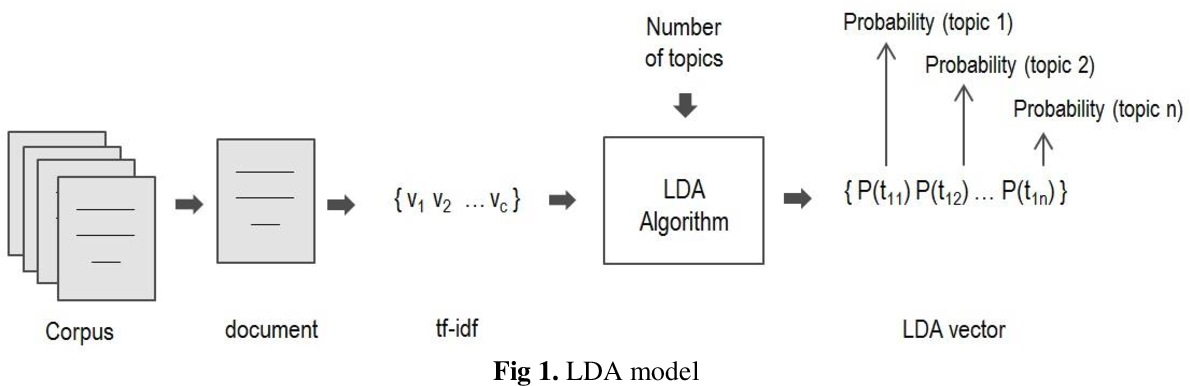 Number
of topics
Probability (topic 1)
Probability (topic 2)
Probability (topic n)
{ v1 v2 … vc }
LDA
Algorithm
{ P(t11) P(t12) … P(t1n) }
Corpus
document
tf-idf
LDA vector
Fig 1. LDA model